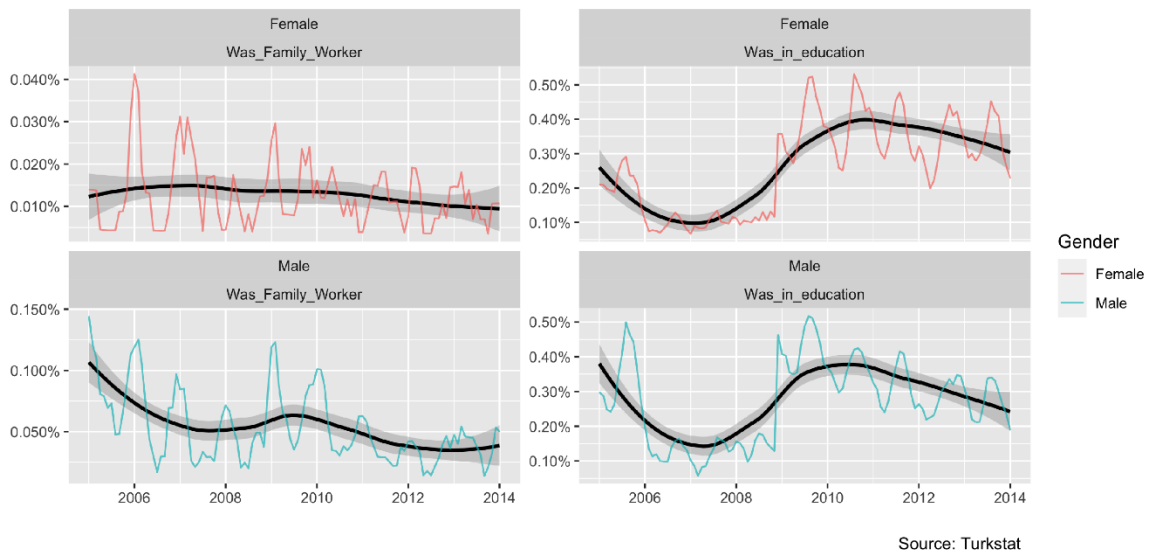 Female
Was_Family_Worker
0.040%
0.030%
0.020%
0.010%
Female
Was_in_education
0.50%
0.40%
0.30%
0.20%
0.10%
Male
Was_Family_Worker
0.150%
0.100%
0.050%
2006
2008
2010
2012
2014
Male
Was_in_education
0.50%
0.40%
0.30%
0.20%
0.10%
2006
2008
2010
2012
2014
Gender
Female
Male
Source: Turkstat